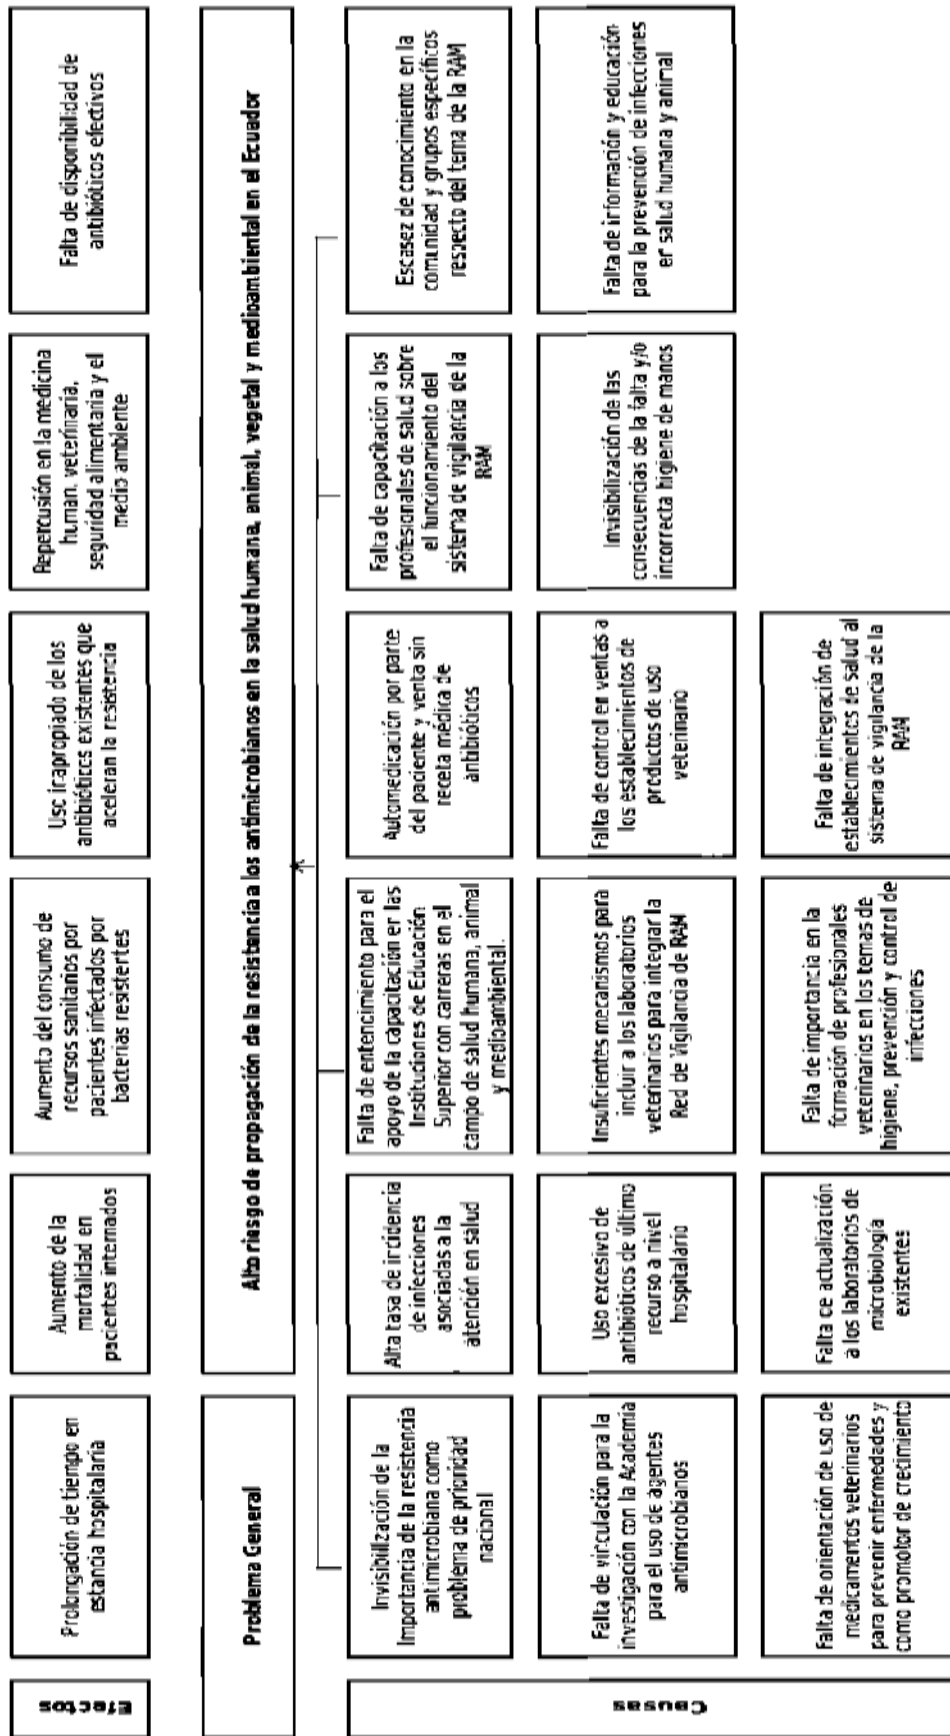 Efectos
Prolongación de tiempo en
estancia hospitalaria
Aumento de la
mortalidad en
pacientes internados
Aumento del consumo de
recursos sanitarios por
pacientes infectados por
bacterias resistertes
Usc irapropiado de los
antibióticos existentes que
aceleran la resistencia
Repercusión en la medicina
human, veterinaria,
seguridad alimentaria y el
medio ambiente
Falta de disponibilidad de
antibióticos efectivos
Problema General
Alto riesgo de propagación de la resistencia a los antimicrobianos en la salud humana, animal, vegetal y medioambiental en el Ecuador
Causas
Invisibilización de la
Importancia de la resistencia
antimicrobiana como
problema de prioridad
nacional
Alta tasa de ircidencia
de infecciones
asociadas a la
atención en salud
Falta de entencimiento para el
apoyo de la capacitación er las
Instituciones de Educación
Superior con carreras en el
campo de salud humana, animal
y medioambiental.
Automedicación por parte
del paciente y venta sin
receta médica de
antibióticos
Falta de capacitación a los
profesionales de salud sobre
el funcionamiento del
sistema de vigilancia de la
RAM
Escasez de conocimiento en la
comunidad y grupos específicos
respecto del tema de la RAM
Falta de virculación para la
investigación con la Academia
para el uso de agentes
antimicrobianos
Uso excesivo de
antibióticos de último
recurso a nivel
hospitalario
Insuficientes mecanismos para
incluir a los laboratorios
veterinarios para integrar la
Red de Vigilancia de RAM
Falta de control er ventas a
los establecimientos de
productos de uso
veterinario
Invisibilización de las
consecuencias de la falta y/o
incorrecta higiene de manos
Falta de información y educación
para la prevención de infecciones
er salud humana y animal
Falta de orientación de uso de
medicamentos veterinarios
para prevenir enfermedades y
como promotor de crecimiento
Falta ce actualización
a los laboratorios de
microbiología
existentes
Falta de importancia en la
formación de profesionales
veterinarios en los temas de
higiene, prevención y control de
infecciones
Falta de integración de
establecimientos de salud al
sistema de vigilancia de la
RAM